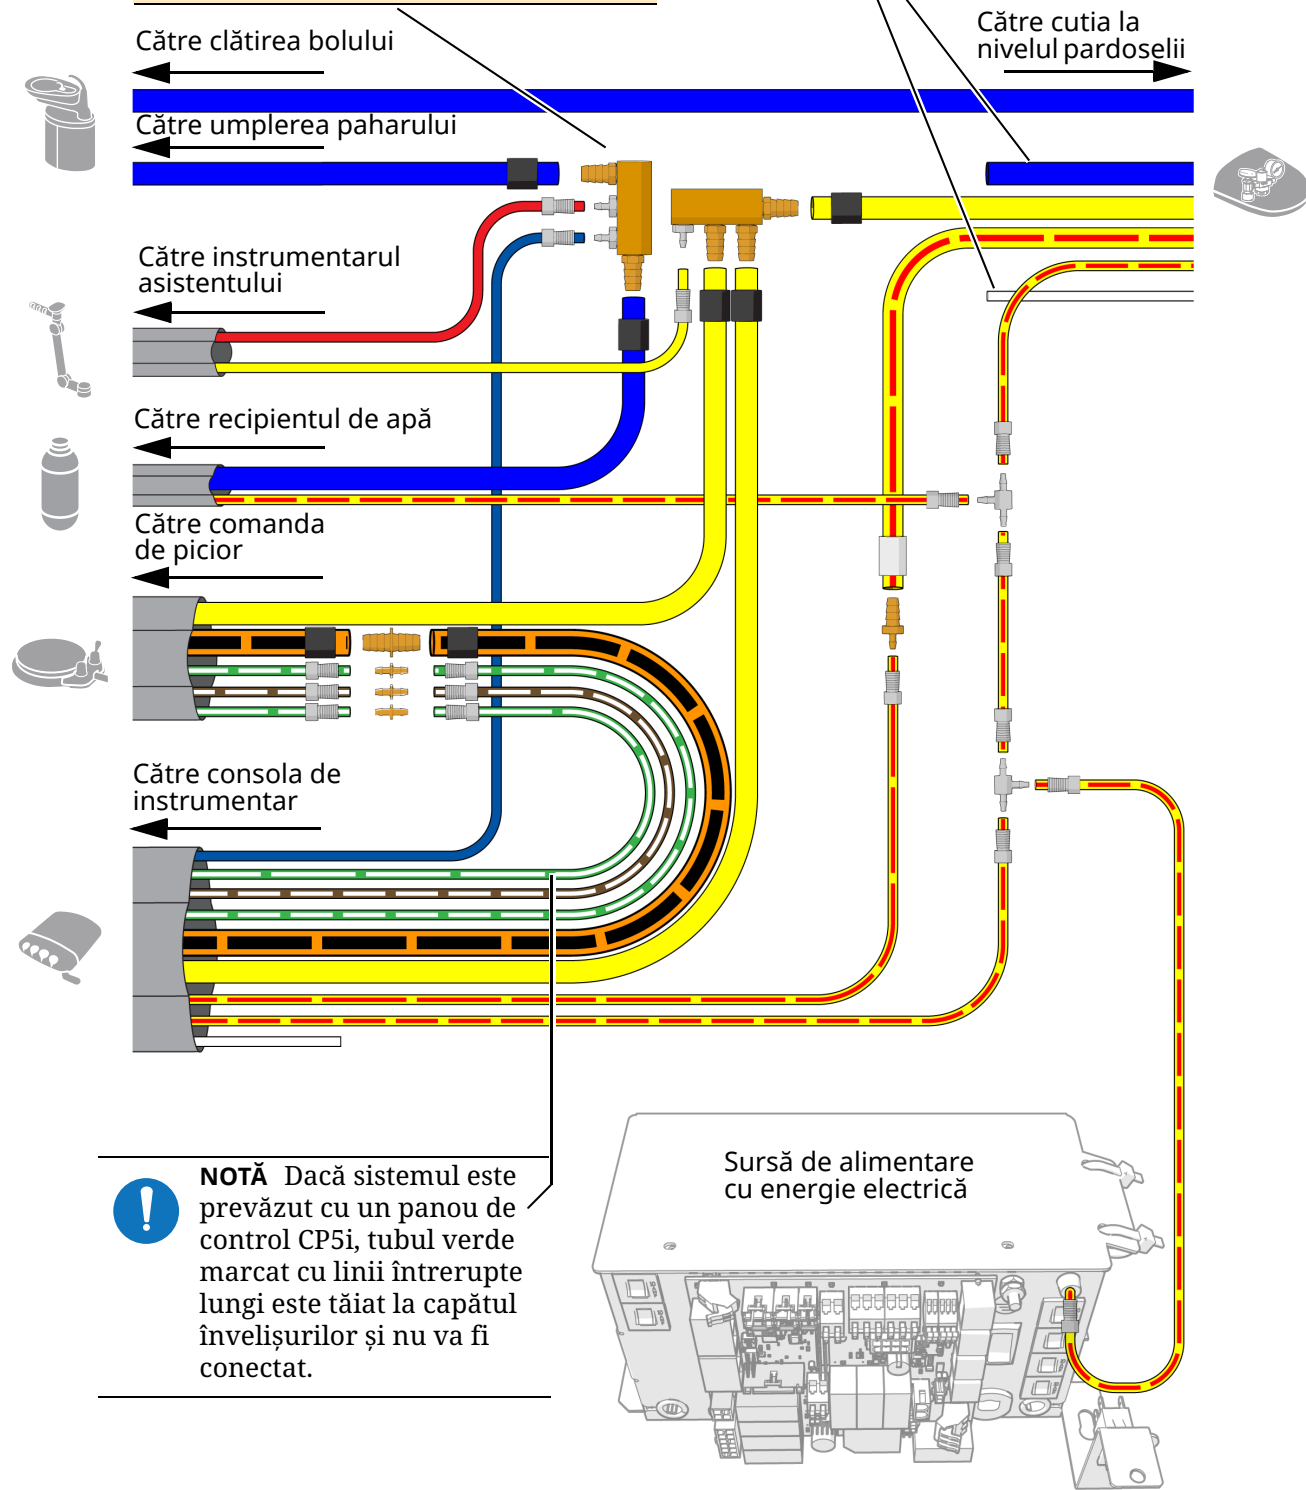 Către clătirea bolului
Către cutia la
nivelul pardoselii
Către umplerea paharului
Către instrumentarul
asistentului
Către recipientul de apă
Către comanda
de picior
Către consola de
instrumentar
Sursă de alimentare
cu energie electrică
NOTĂ Dacă sistemul este
prevăzut cu un panou de
control CP5i, tubul verde
marcat cu linii întrerupte
lungi este tăiat la capătul
învelișurilor și nu va fi
conectat.